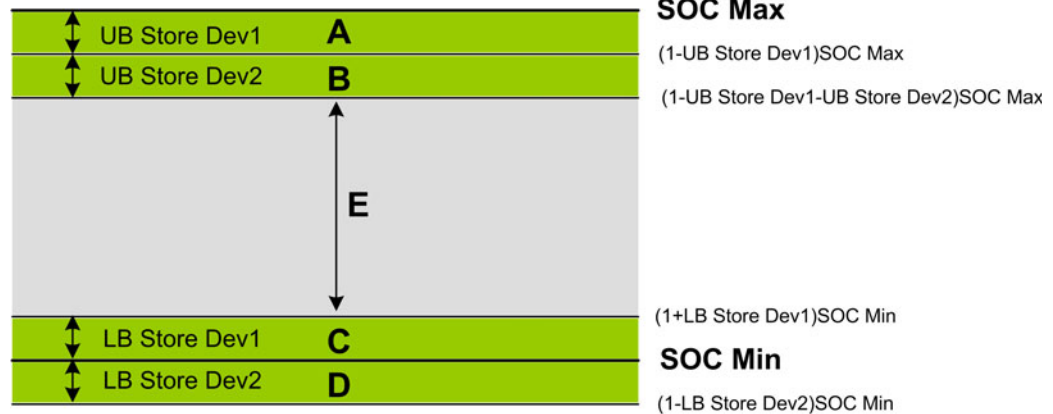 SOC Max
UB Store Dev1 A
(1-UB Store Dev1)SOC Max
UB Store Dev2 B
(1-UB Store Dev1-UB Store Dev2)SOC Max
E
(1+LB Store Dev1)SOC Min
LB Store Dev1 C
SOC Min
LB Store Dev2 D
(1-LB Store Dev2)SOC Min